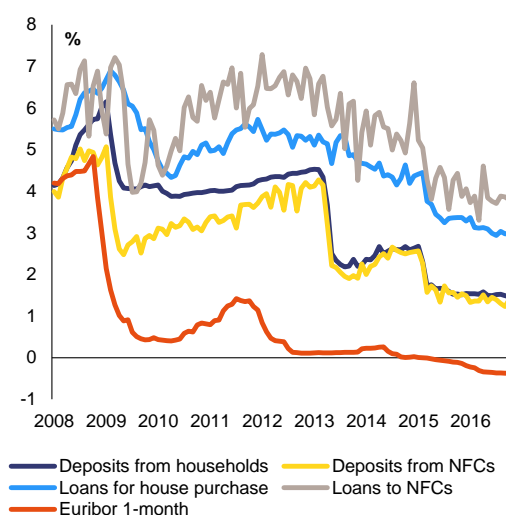 8
%
7
6
5
4
3
2
1
0
-1
2008 2009 2010 2011 2012 2013 2014 2015 2016
Deposits from households Deposits from NFCs
Loans for house purchase Loans to NFCs
Euribor 1-month